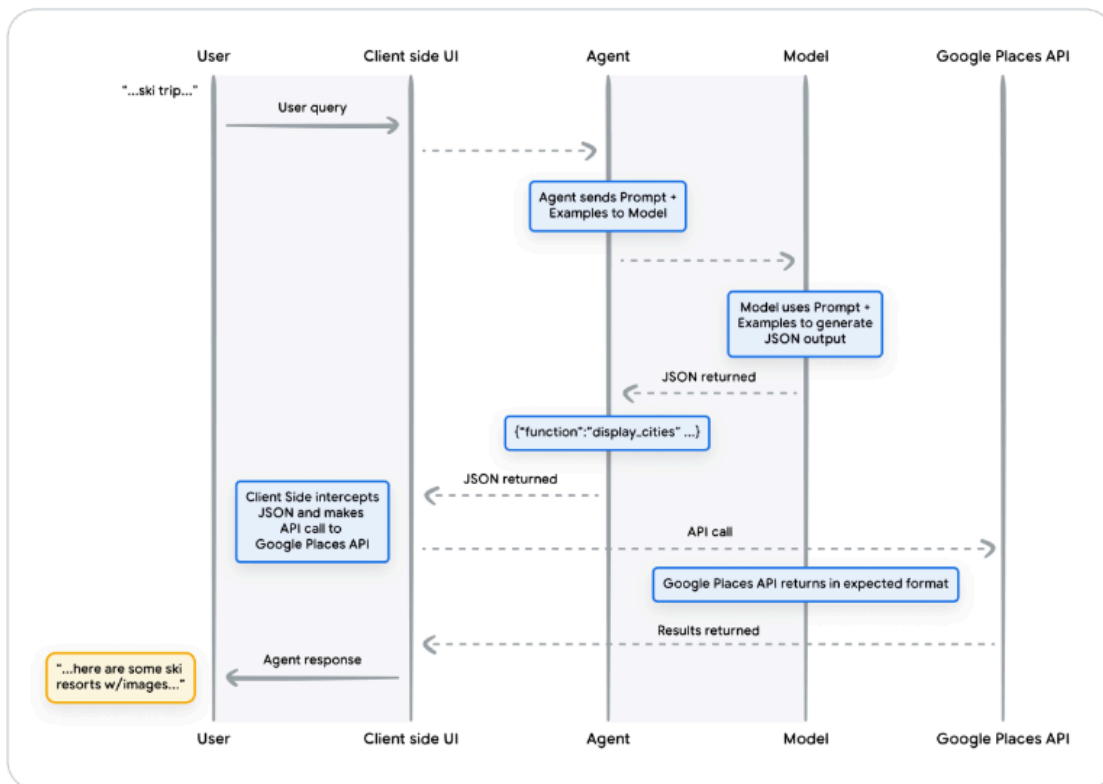 User
Client side UI
Agent
Model
Google Places API
"...ski trip..."
User query
Agent sends Prompt +
Examples to Model
Model uses Prompt +
Examples to generate
JSON output
JSON returned
{"function":"display_cities" ...}
JSON returned
Client Side intercepts
JSON and makes
API call to
Google Places API
API call
Google Places API returns in expected format
Results returned
Agent response
"...here are some ski
resorts w/images..."
User
Client side UI
Agent
Model
Google Places API